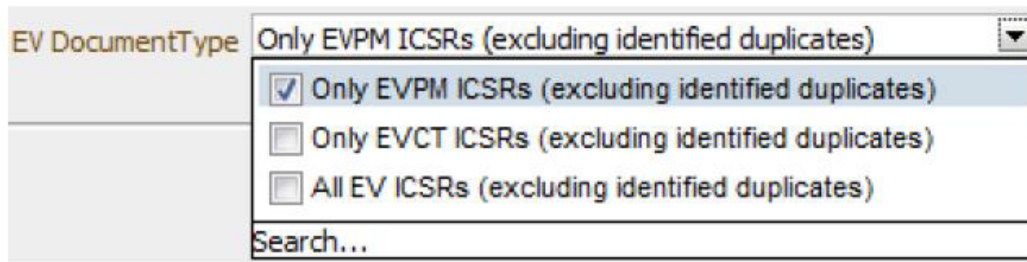 EV DocumentType Only EVPM ICSRs (excluding identified duplicates)
Only EVPM ICSRs (excluding identified duplicates)
Only EVCT ICSRs (excluding identified duplicates)
All EV ICSRs (excluding identified duplicates)
Search...